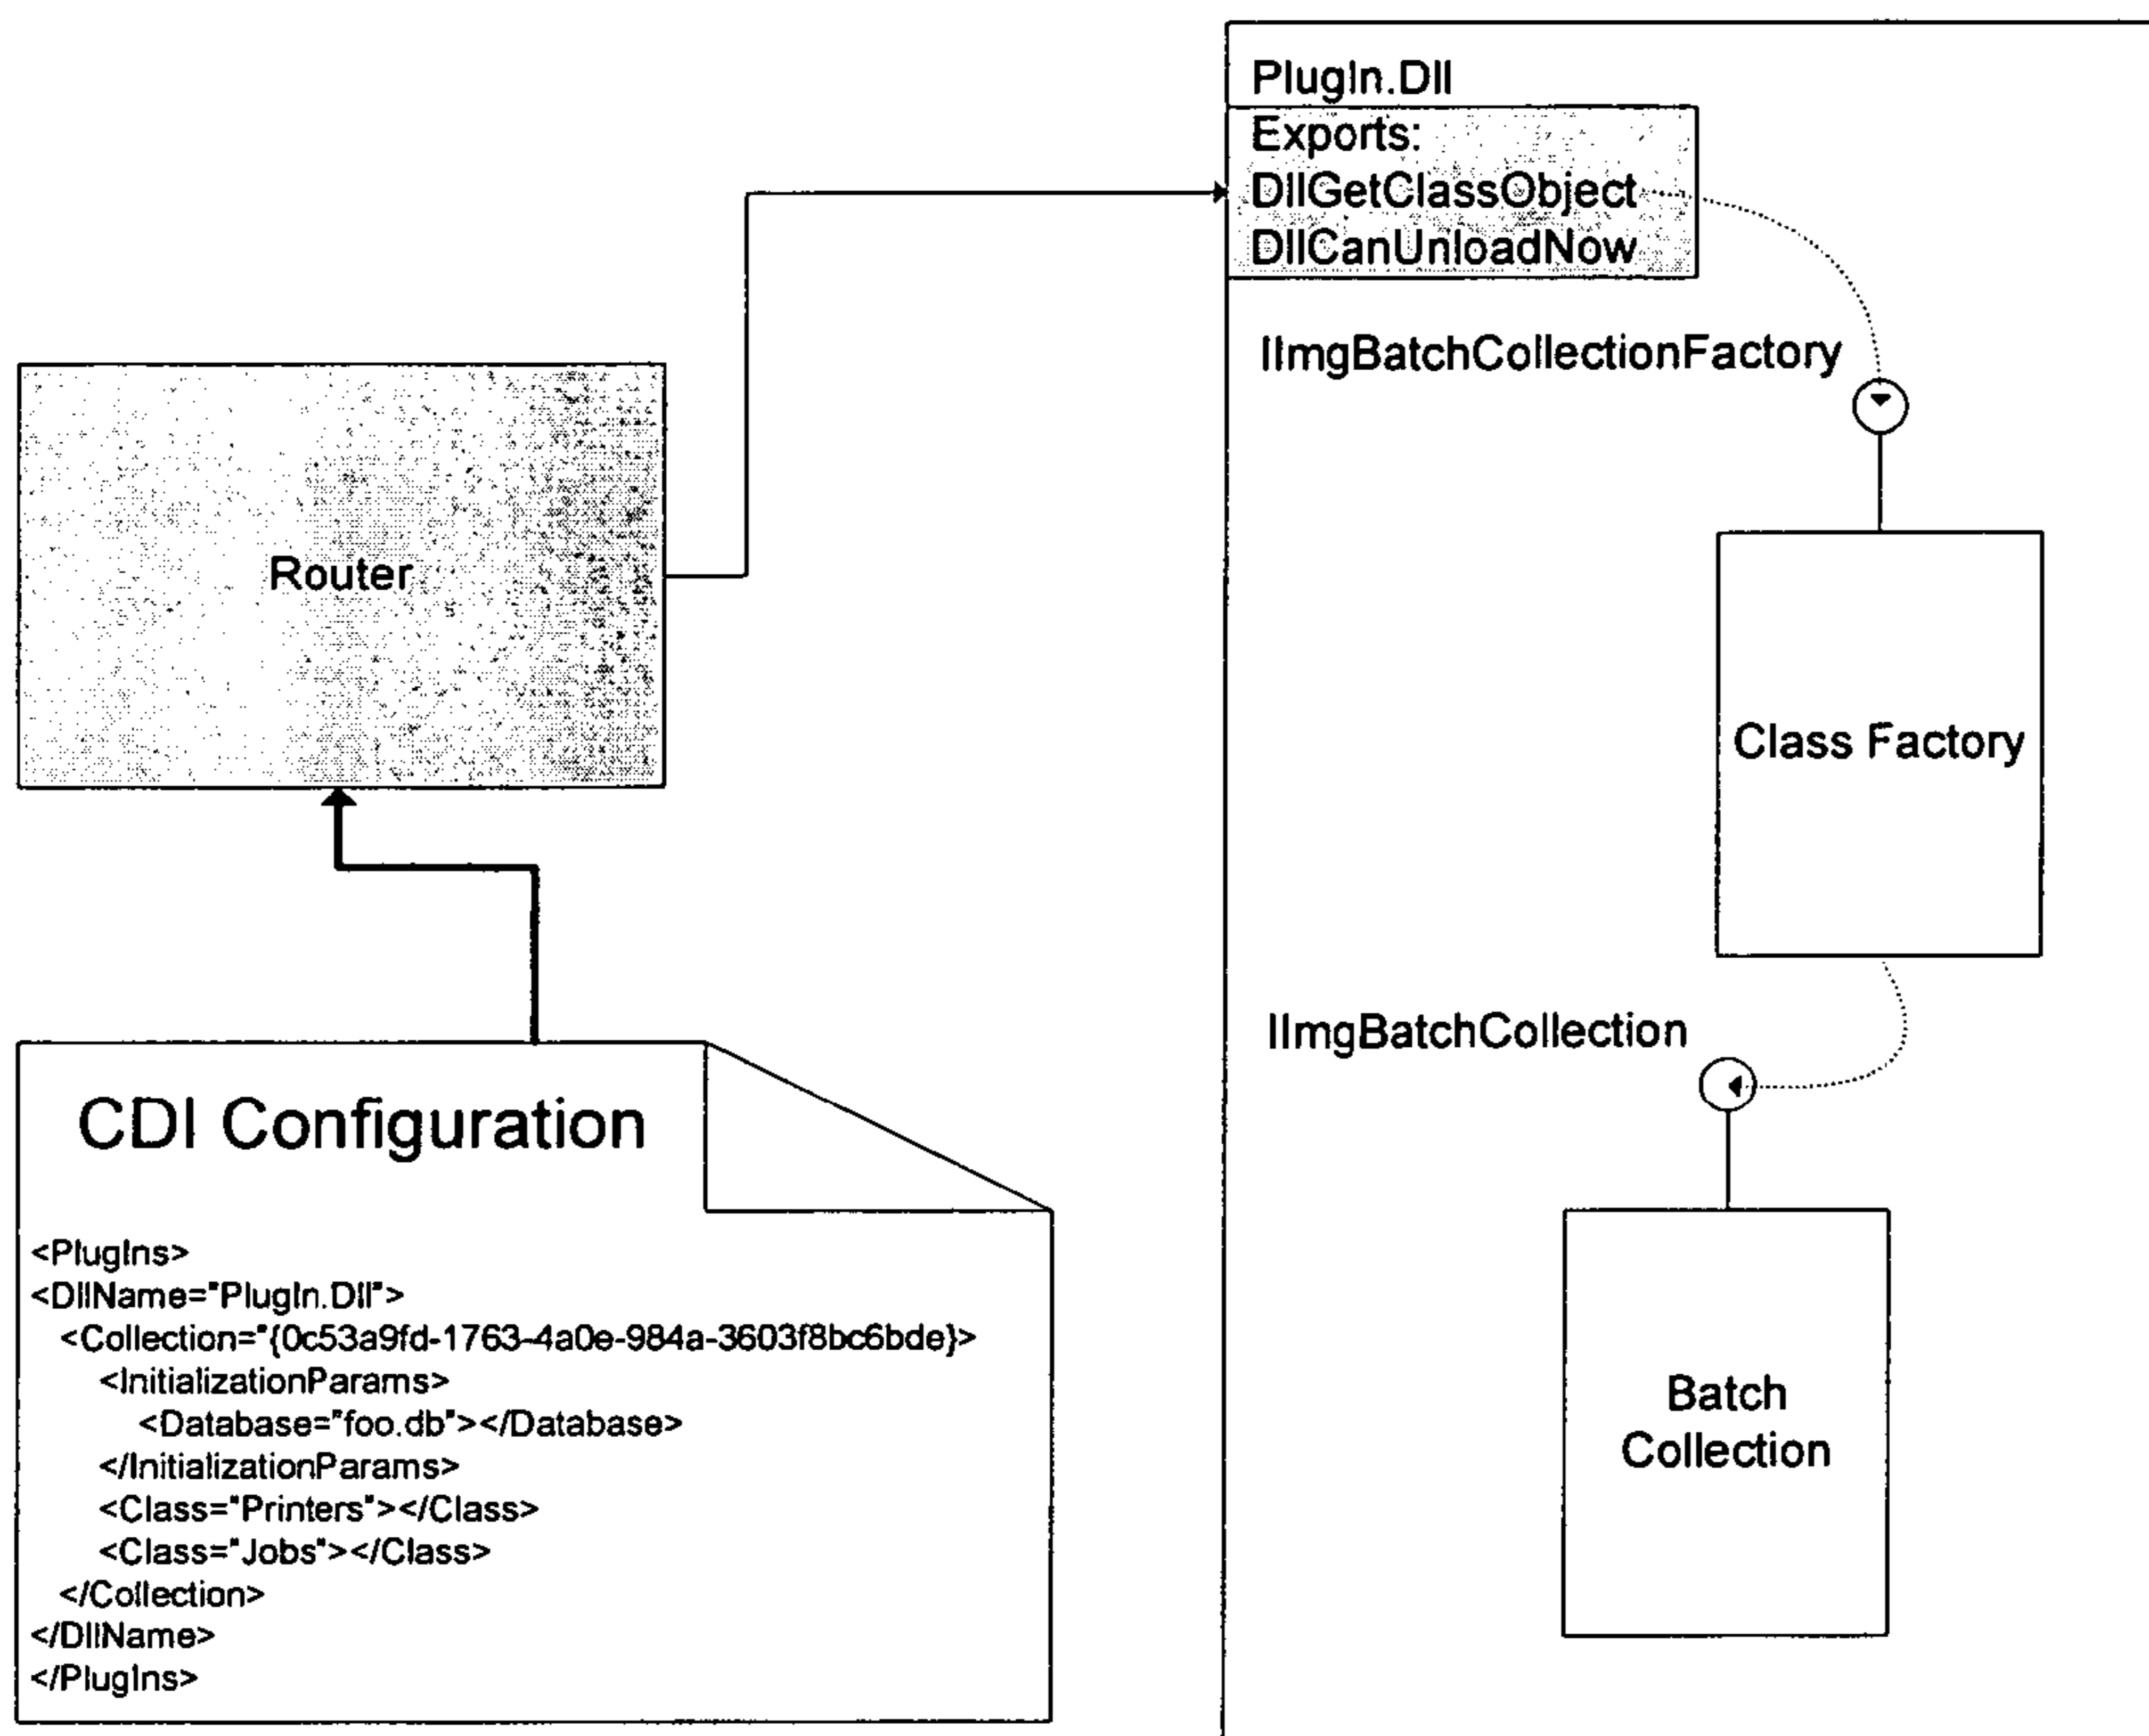 PlugIn.Dll
Exports:
DllGetClassObject
DllCanUnloadNow
IImgBatchCollectionFactory
Router
Class Factory
IImgBatchCollection
Batch
Collection
CDI Configuration
<PlugIns>
<DllName="PlugIn.Dll">
<Collection="{0c53a9fd-1763-4a0e-984a-3603f8bc6bde}>
<InitializationParams>
<Database="foo.db"></Database>
</InitializationParams>
<Class="Printers"></Class>
<Class="Jobs"></Class>
</Collection>
</DllName>
</PlugIns>